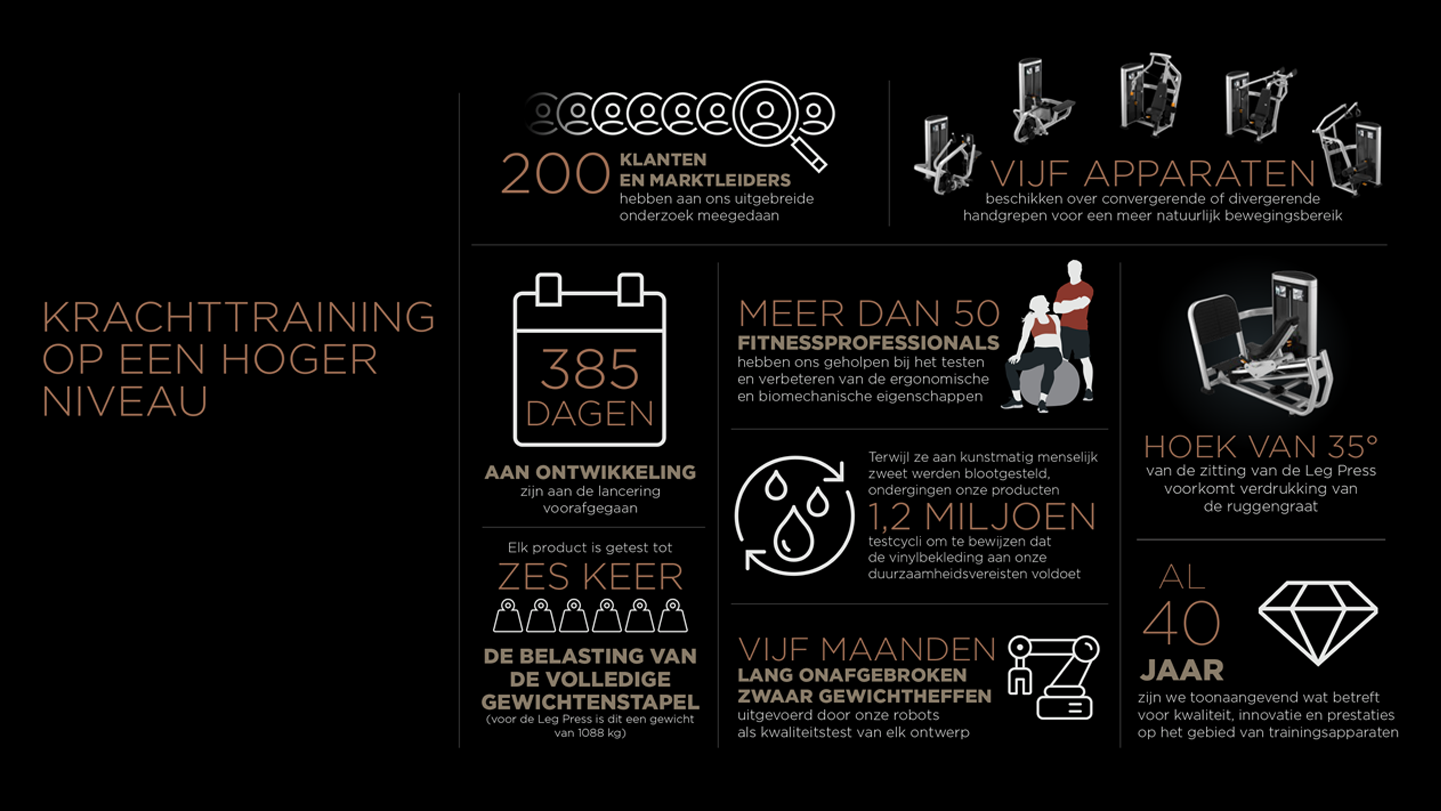 KRACHTTRAINING
OP EEN HOGER
NIVEAU
200 KLANTEN
EN MARKTLEIDERS
hebben aan ons uitgebreide
onderzoek meegedaan
VIJF APPARATEN
beschikken over convergerende of divergerende
handgrepen voor een meer natuurlijk bewegingsbereik
385
DAGEN
AAN ONTWIKKELING
zijn aan de lancering
voorafgegaan
Elk product is getest tot
ZES KEER
DE BELASTING VAN
DE VOLLEDIGE
GEWICHTENSTAPEL
(voor de Leg Press is dit een gewicht
van 1088 kg)
MEER DAN 50
FITNESSPROFESSIONALS
hebben ons geholpen bij het testen
en verbeteren van de ergonomische
en biomechanische eigenschappen
Terwijl ze aan kunstmatig menselijk
zweet werden blootgesteld,
ondergingen onze producten
1,2 MILJOEN
testcycli om te bewijzen dat
de vinylbekleding aan onze
duurzaamheidsvereisten voldoet
VIJF MAANDEN
LANG ONAFGEBROKEN
ZWAAR GEWICHTHEFFEN
uitgevoerd door onze robots
als kwaliteitstest van elk ontwerp
HOEK VAN 35°
van de zitting van de Leg Press
voorkomt verdrukking van
de ruggengraat
AL
40
JAAR
zijn we toonaangevend wat betreft
voor kwaliteit, innovatie en prestaties
op het gebied van trainingsapparaten